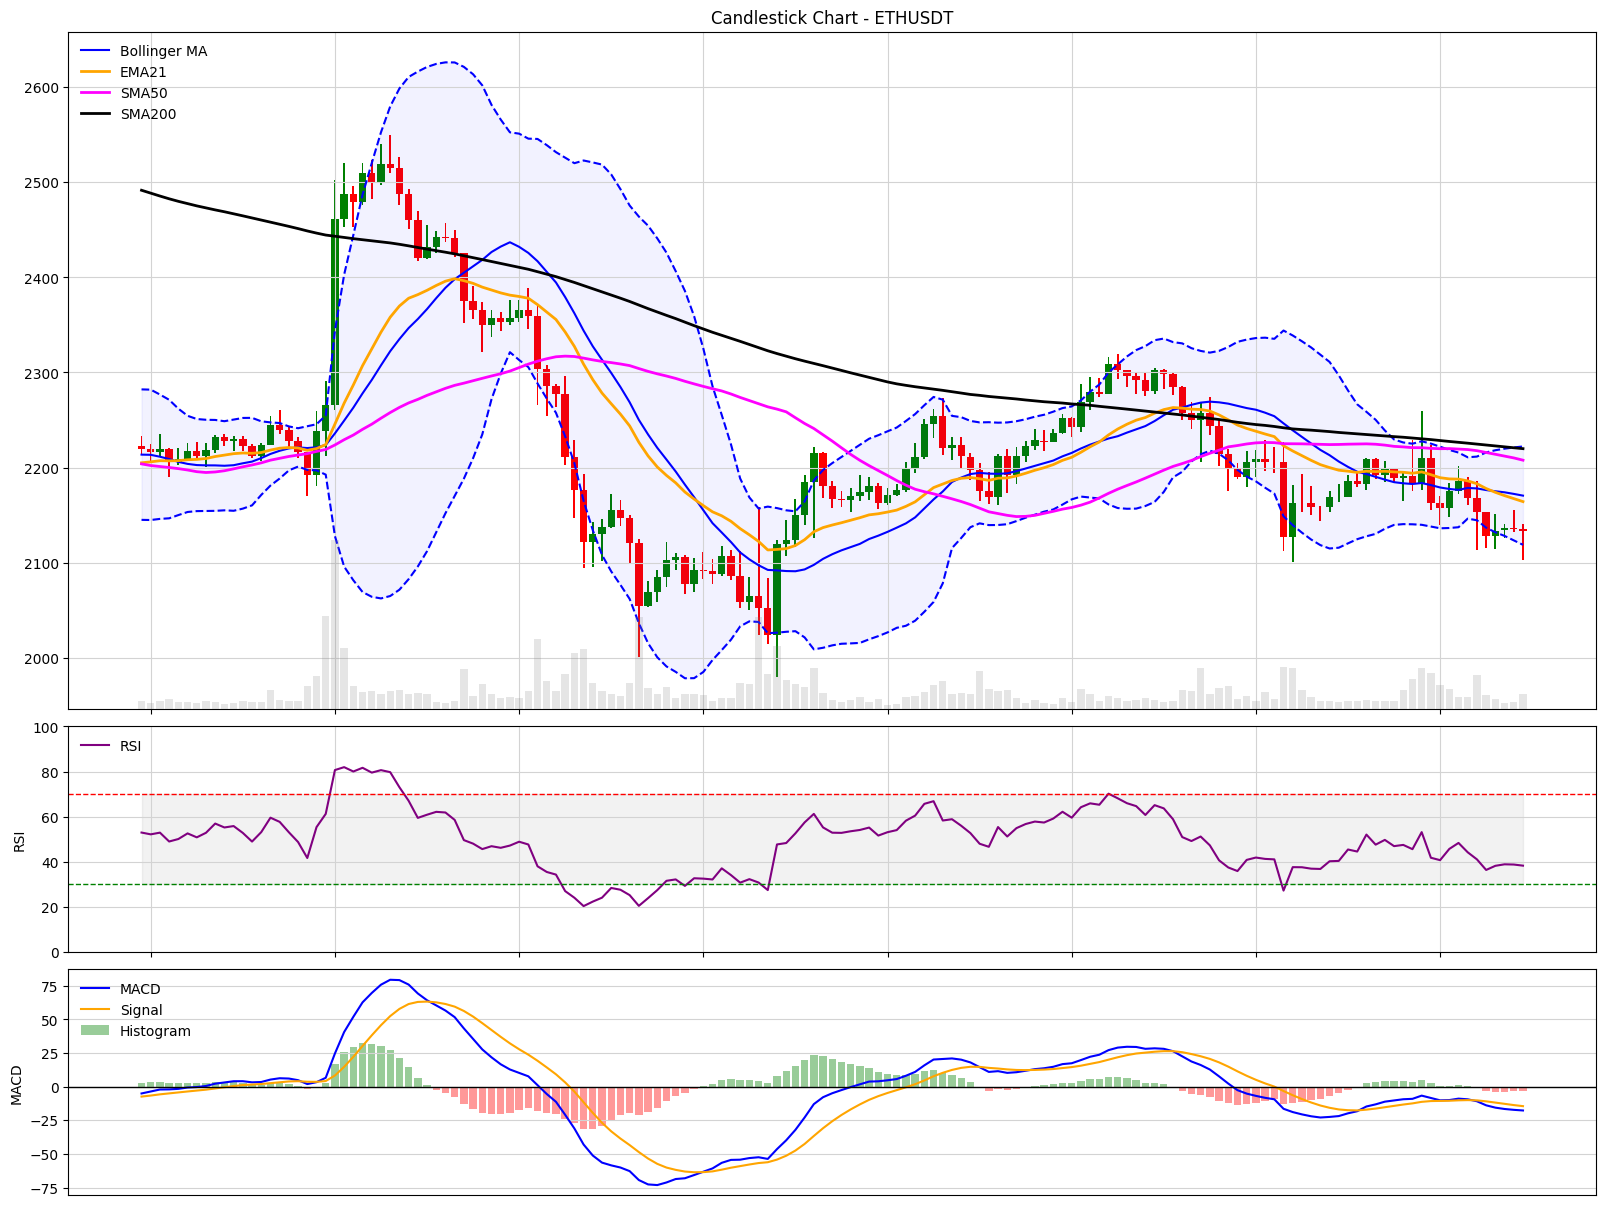 Candlestick Chart - ETHUSDT
Bollinger MA
EMA21
SMA50
SMA200
2600
2500
2400
2300
2200
2100
2000
100
80
60
40
20
0
RSI
RSI
75
50
25
0
−25
−50
−75
MACD
MACD
Signal
Histogram